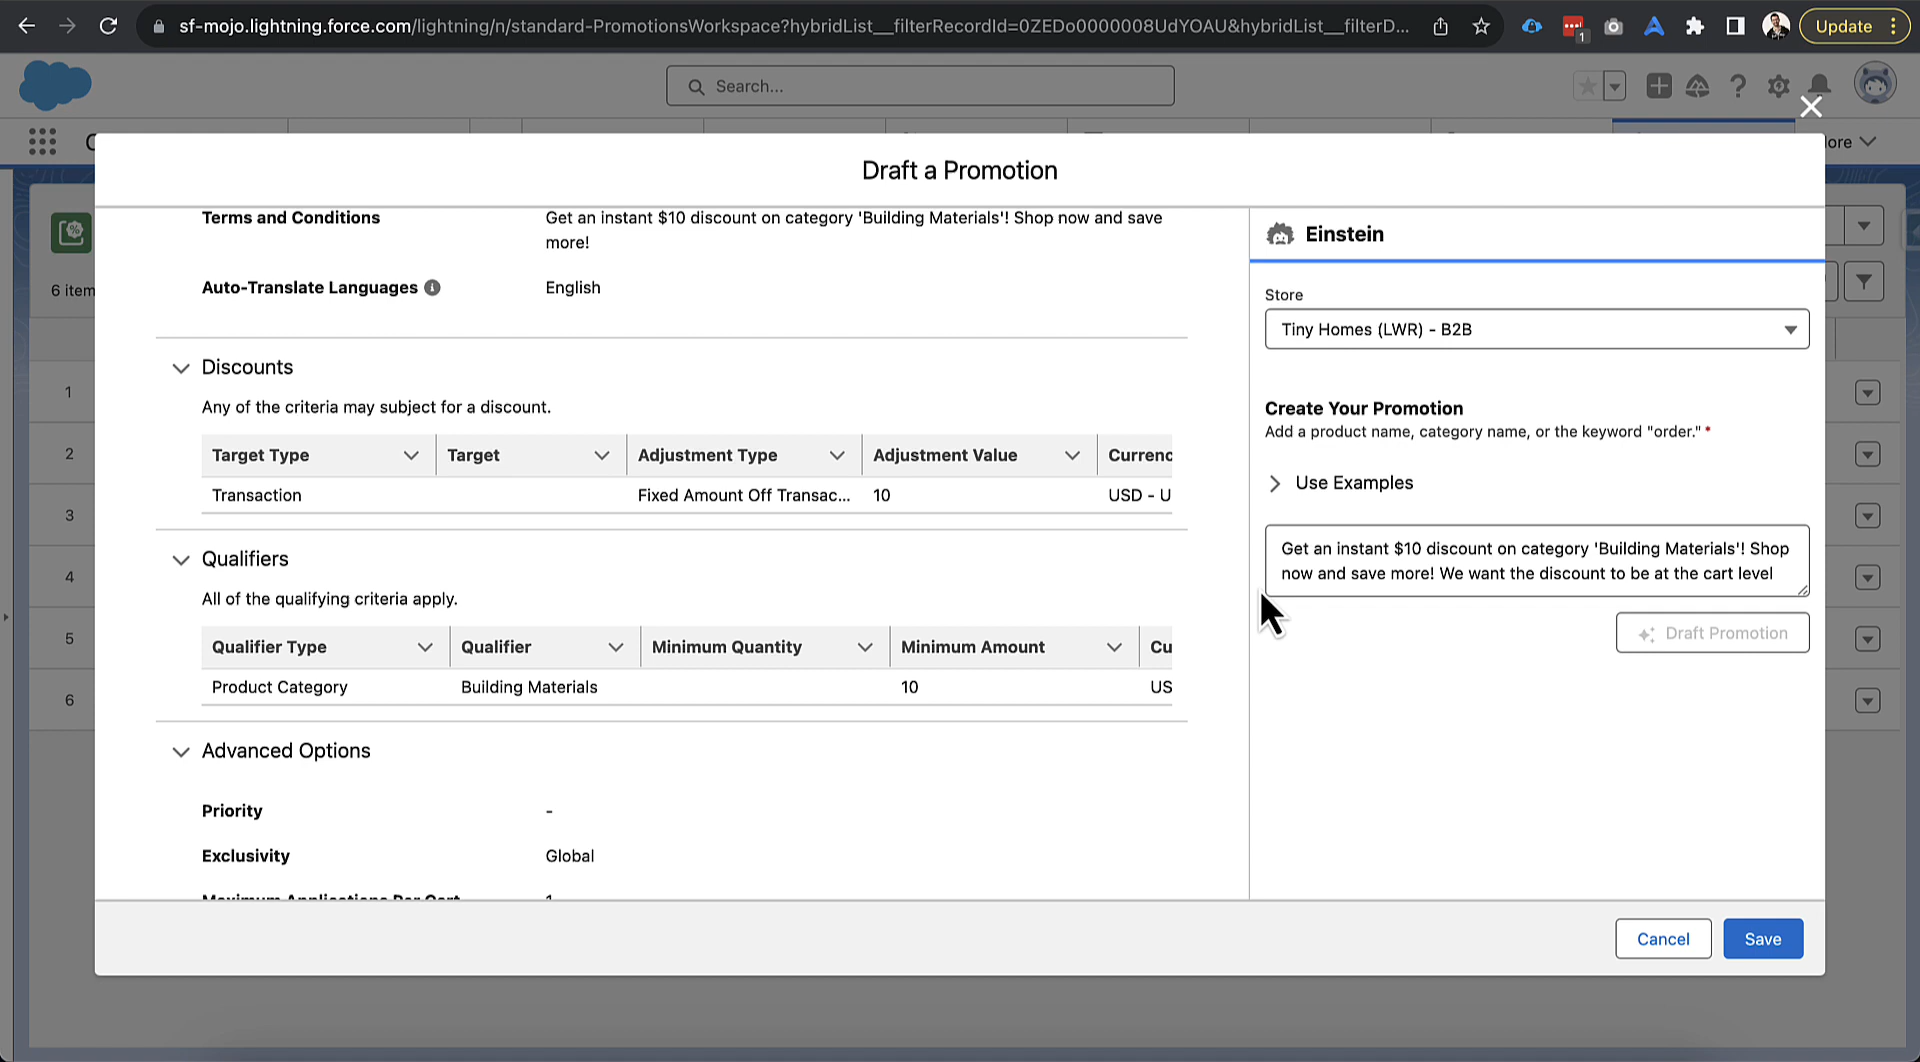 sf-mojo.lightning.force.com/lightning/n/standard-PromotionsWorkspace?hybridList__filterRecordId=0ZEDo0000008UdYOAU&hybridList__filterD...
1
Update
Search...
ore
Draft a Promotion
6 item
1
2
3
4
5
6
Terms and Conditions
Get an instant $10 discount on category 'Building Materials'! Shop now and save
more!
Auto-Translate Languages
English
Discounts
Any of the criteria may subject for a discount.
Target Type Target Adjustment Type Adjustment Value Currenc
Transaction Fixed Amount Off Transac... 10 USD - U
Qualifiers
All of the qualifying criteria apply.
Qualifier Type Qualifier Minimum Quantity Minimum Amount Cu
Product Category Building Materials 10 US
Advanced Options
Priority -
Exclusivity Global
Maximum Applications Per Cart 1
Einstein
Store
Tiny Homes (LWR) - B2B
Create Your Promotion
Add a product name, category name, or the keyword "order." *
Use Examples
Get an instant $10 discount on category 'Building Materials'! Shop
now and save more! We want the discount to be at the cart level
Draft Promotion
Cancel
Save